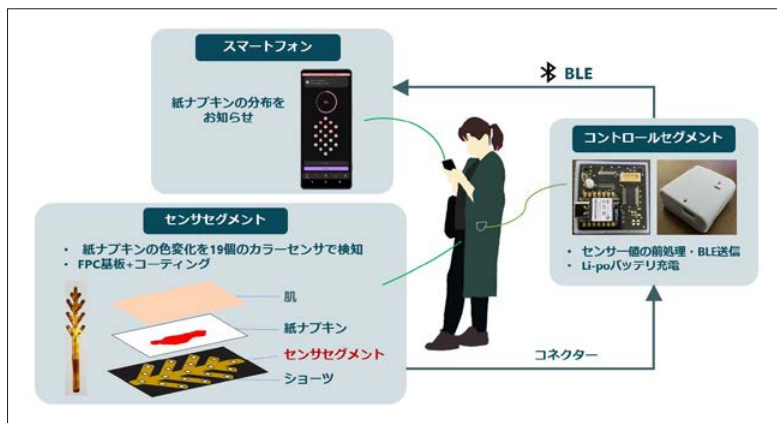 スマートフォン
紙ナプキンの分布を
お知らせ
BLE
コントロールセグメント
・ センサー値の前処理・BLE送信
・ Li-poバッテリ充電
センサセグメント
・ 紙ナプキンの色変化を19個のカラーセンサで検知
・ FPC基板+コーティング
肌
紙ナプキン
センサセグメント
ショーツ
コネクター